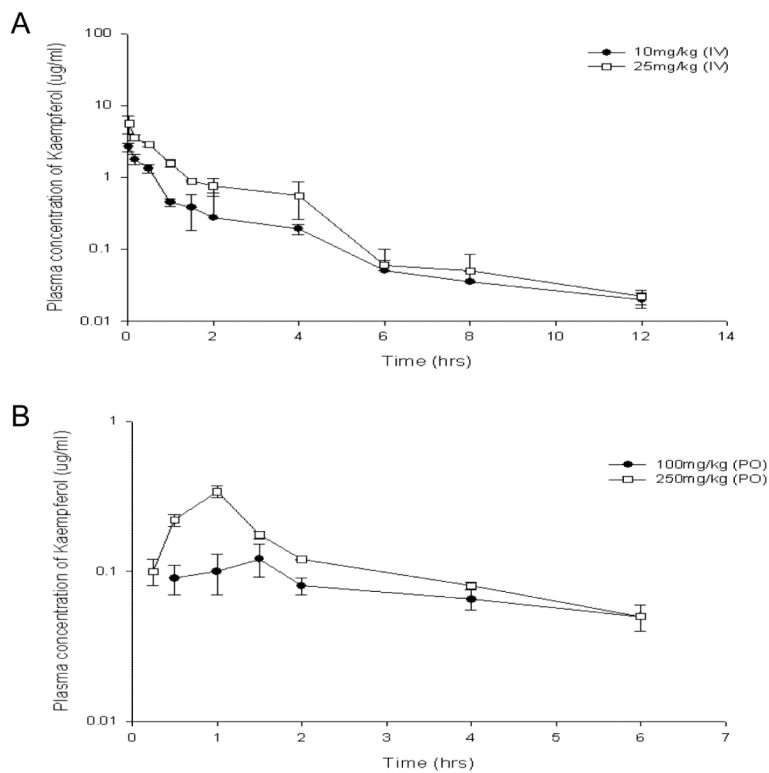 A
Plasma concentration of Kaempferol (ug/ml)
100
10
1
0.1
0.01
10mg/kg (IV)
25mg/kg (IV)
0 2 4 6 8 10 12 14
Time (hrs)
B
Plasma concentration of Kaempferol (ug/ml)
1
0.1
0.01
100mg/kg (PO)
250mg/kg (PO)
0 1 2 3 4 5 6 7
Time (hrs)